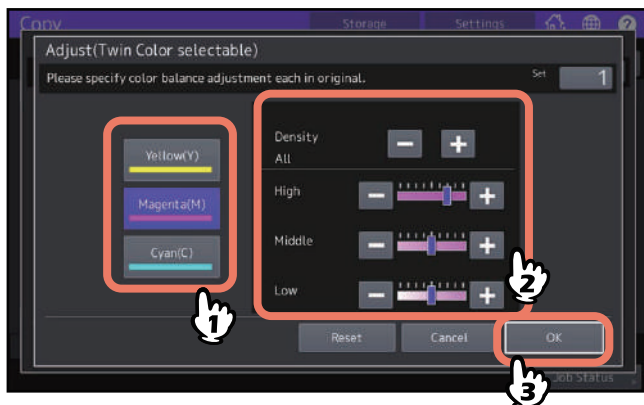 Copy
Storage
Settings
Adjust(Twin Color selectable)
Please specify color balance adjustment each in original.
Set
1
Yellow(Y)
Magenta(M)
Cyan(C)
Density
All
High
Middle
Low
1
2
Reset
Cancel
OK
3
Job Status